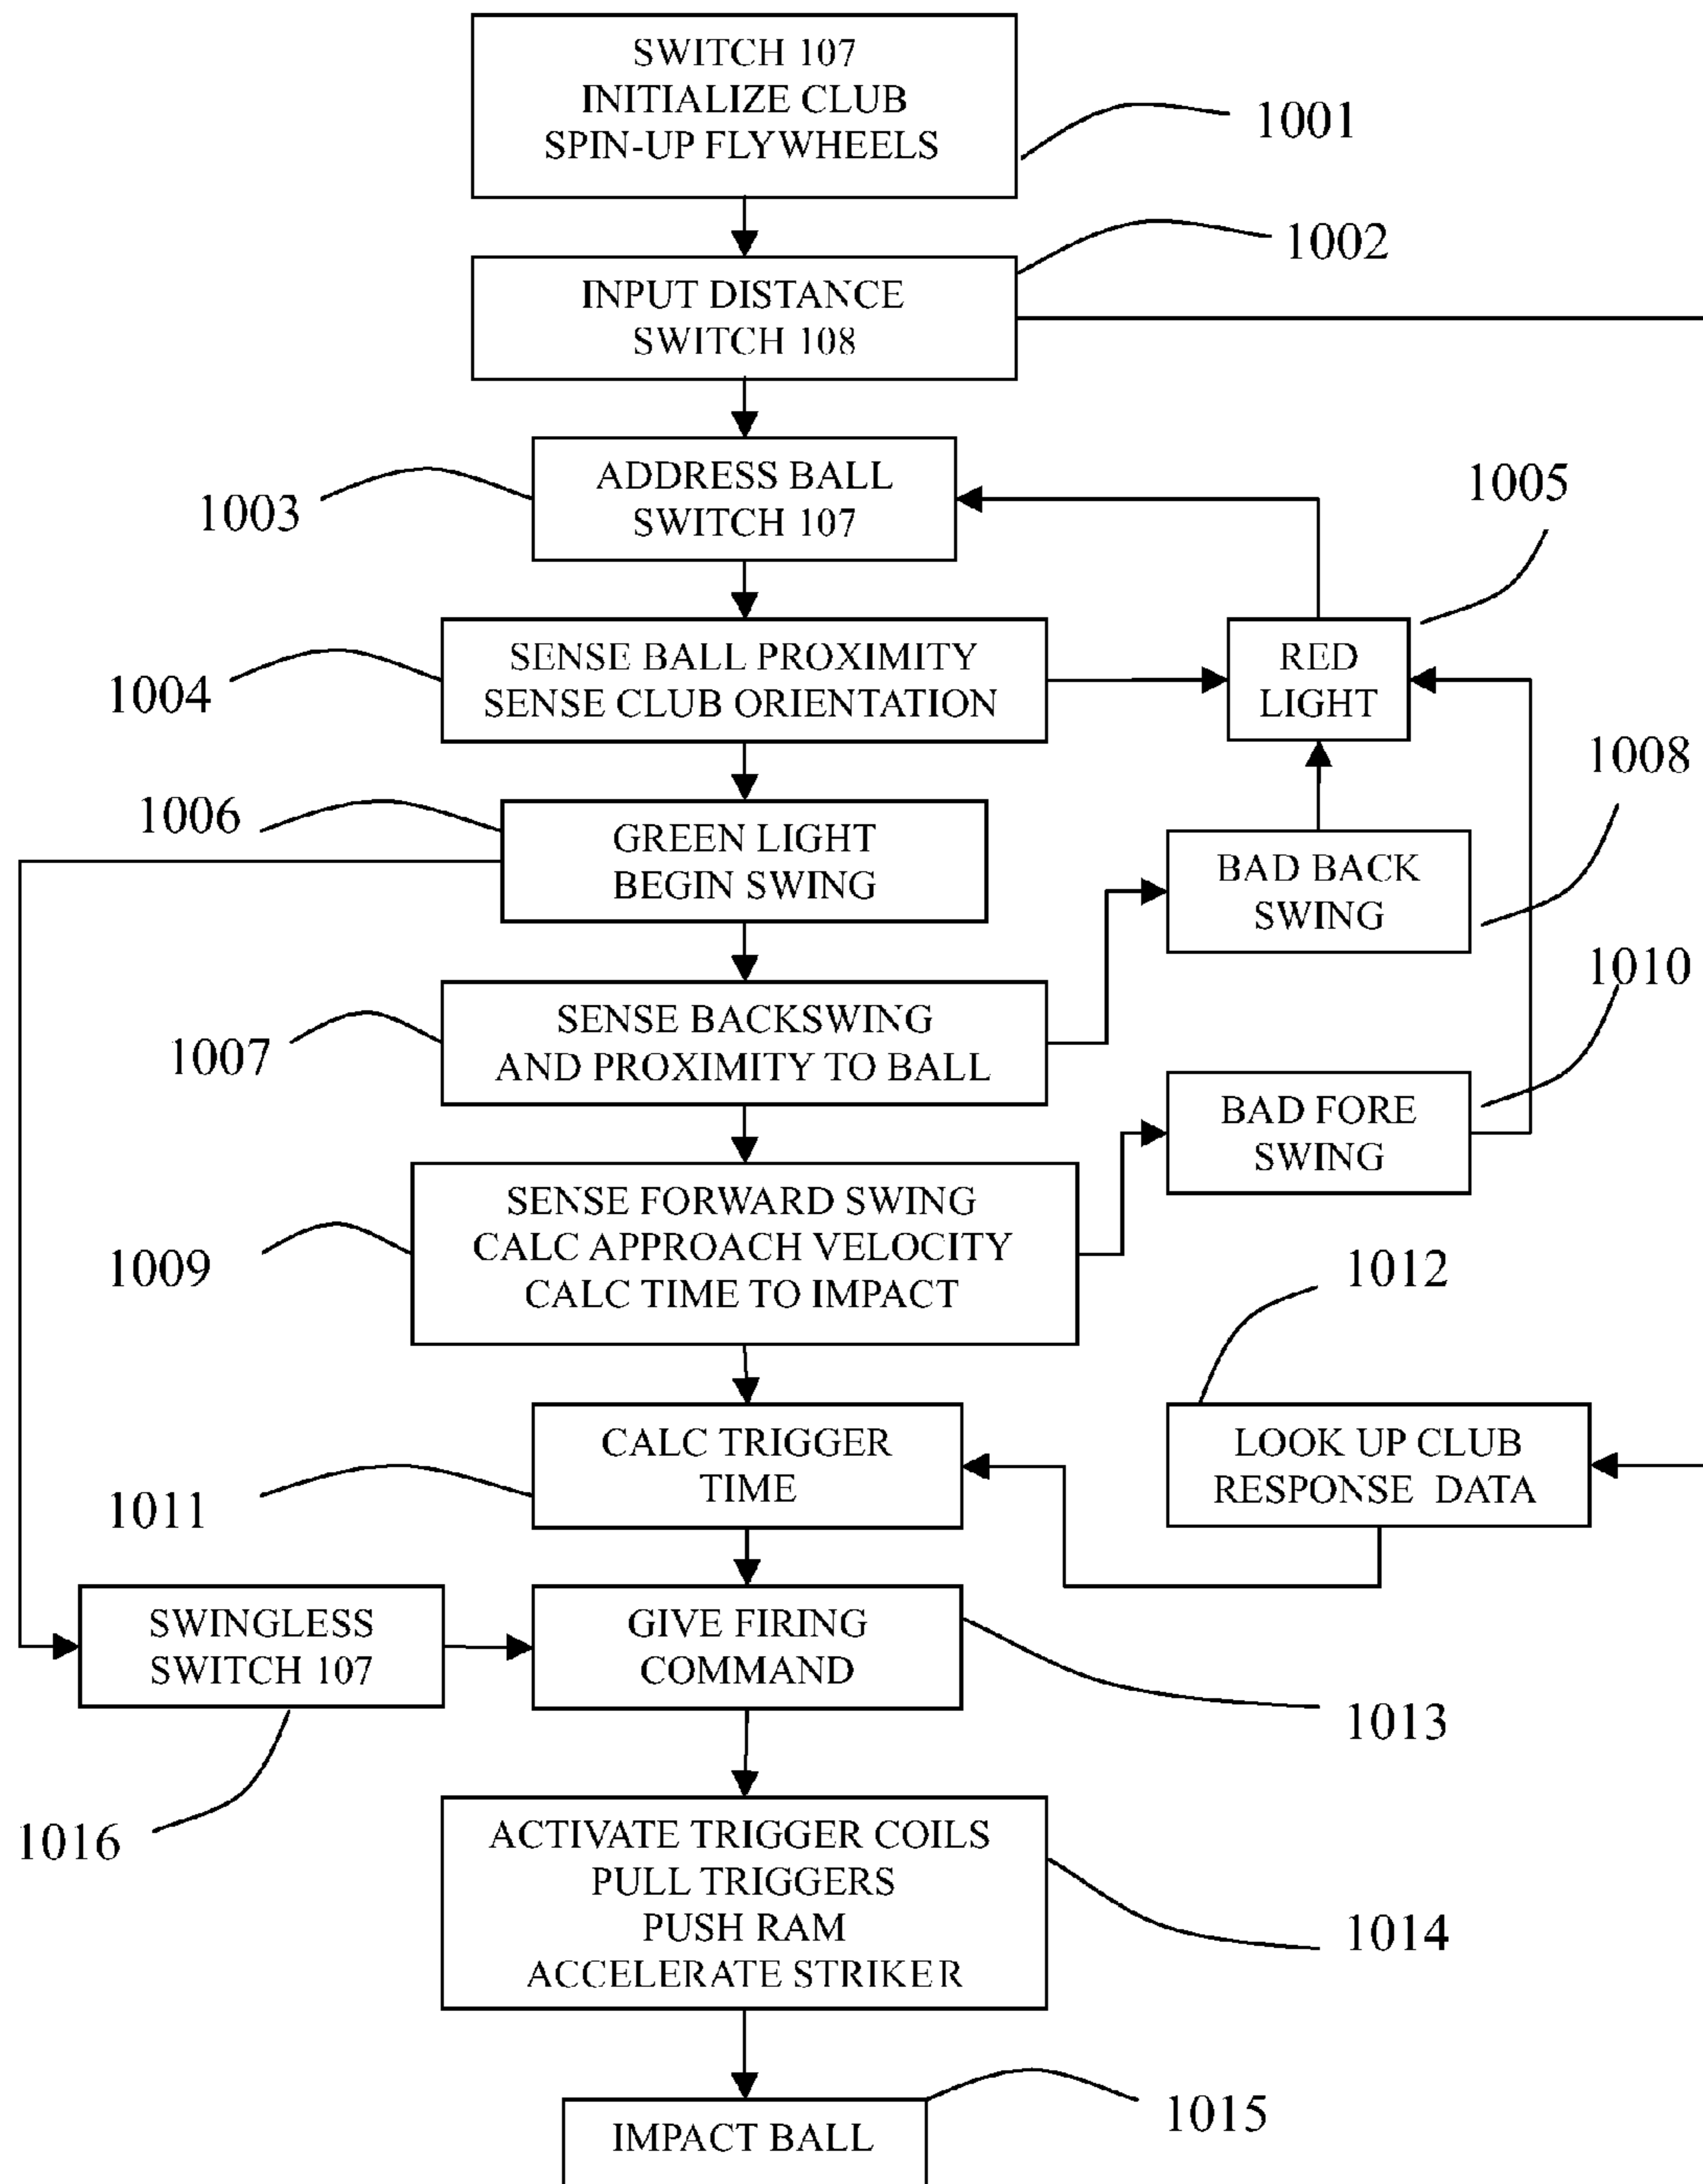 SWITCH 107
INITIALIZE CLUB
SPIN-UP FLYWHEELS
1001
1002
INPUT DISTANCE
SWITCH 108
ADDRESS BALL
SWITCH 107
1003
1005
SENSE BALL PROXIMITY
SENSE CLUB ORIENTATION
1004
RED
LIGHT
1008
1006
GREEN LIGHT
BEGIN SWING
BAD BACK
SWING
1010
SENSE BACKSWING
AND PROXIMITY TO BALL
1007
BAD FORE
SWING
SENSE FORWARD SWING
CALC APPROACH VELOCITY
CALC TIME TO IMPACT
1009
1012
CALC TRIGGER
TIME
LOOK UP CLUB
RESPONSE DATA
1011
SWINGLESS
SWITCH 107
GIVE FIRING
COMMAND
1013
1016
ACTIVATE TRIGGER COILS
PULL TRIGGERS
PUSH RAM
ACCELERATE STRIKER
1014
1015
IMPACT BALL